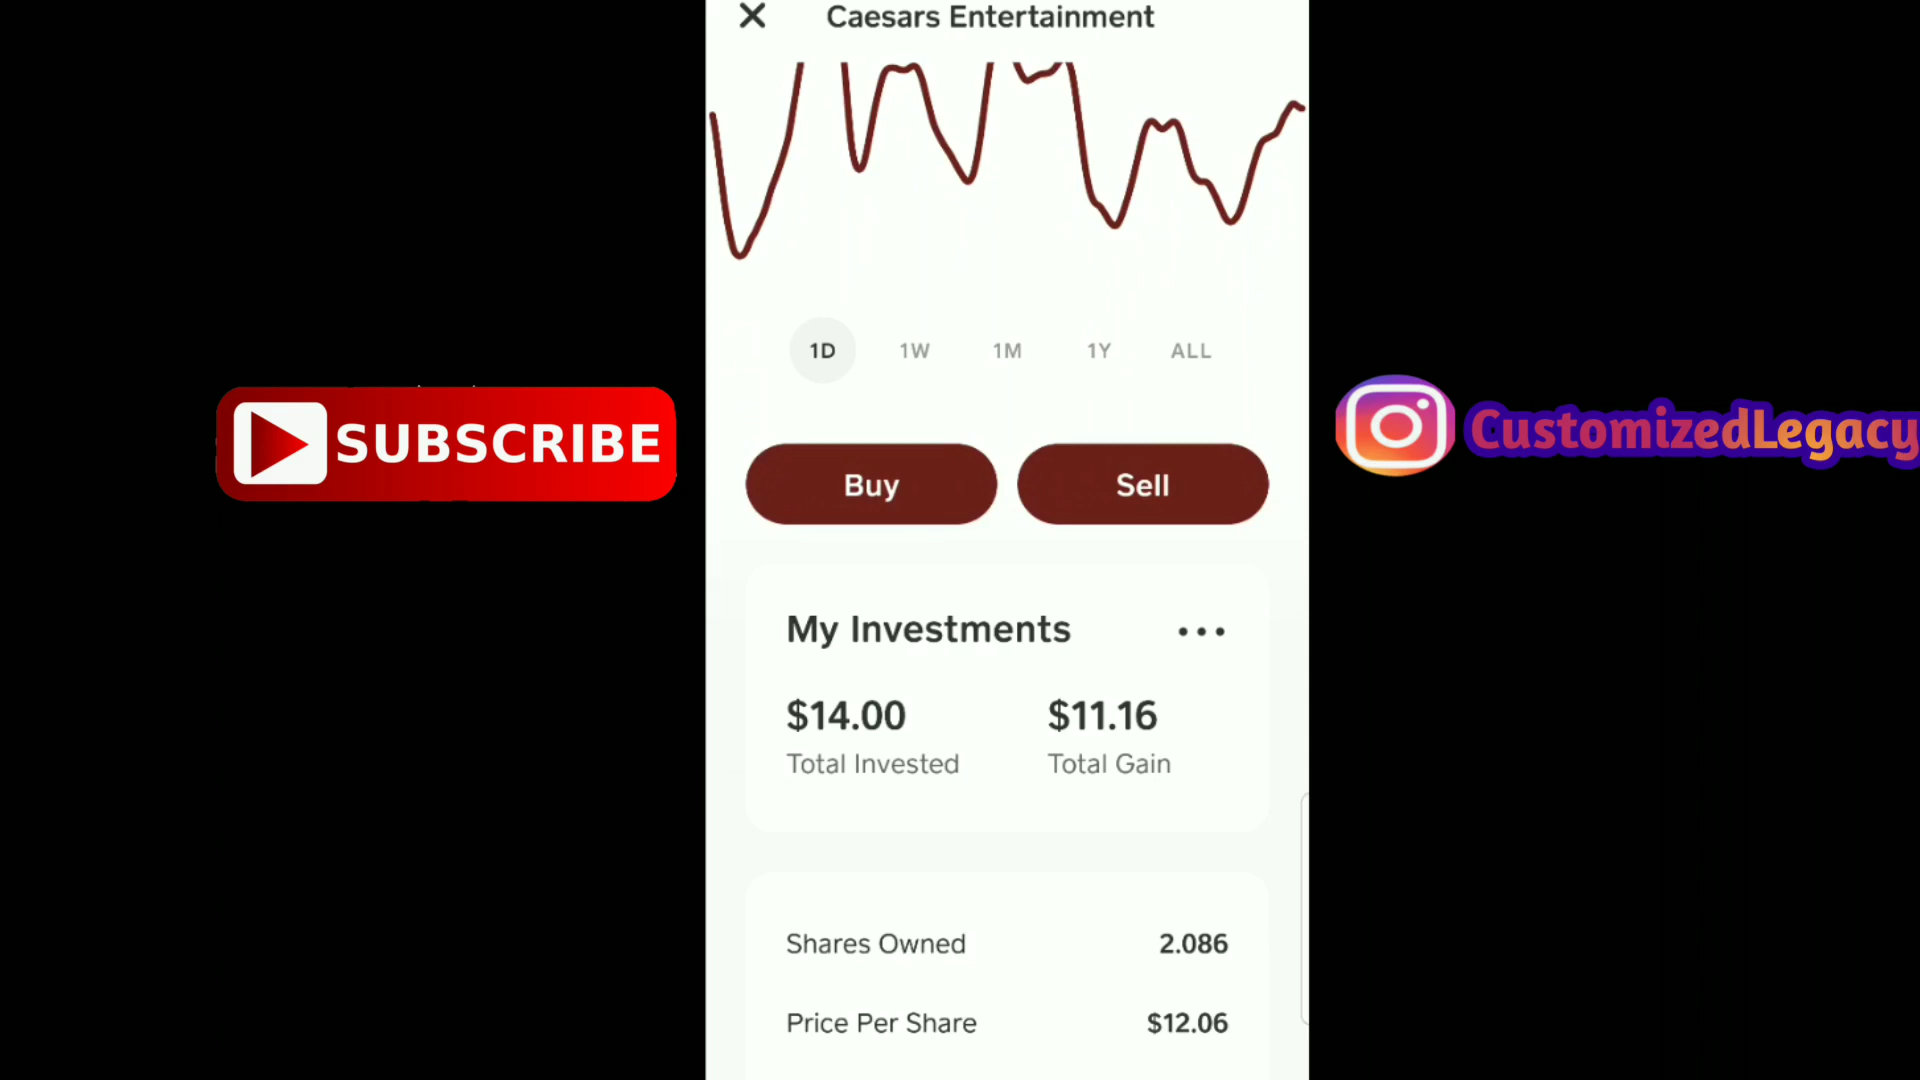 Caesars Entertainment
1D 1W 1M 1Y ALL
SUBSCRIBE
CustomizedLegacy
Buy Sell
My Investments
$14.00 $11.16
Total Invested Total Gain
Shares Owned 2.086
Price Per Share $12.06